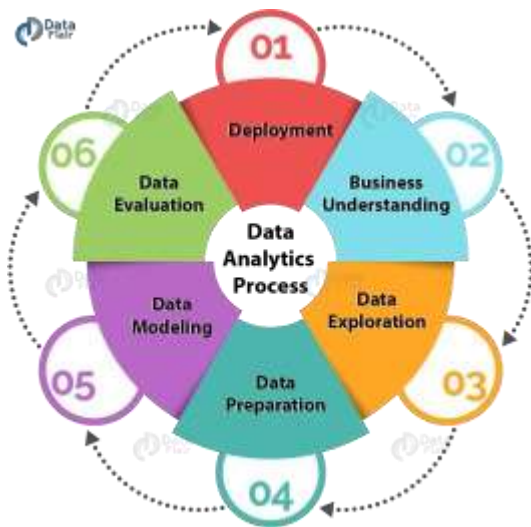 Data
Flair
01
Deployment
02
Business
Understanding
03
Data
Exploration
04
Data
Preparation
05
Data
Modeling
06
Data
Evaluation
Data
Analytics
Process